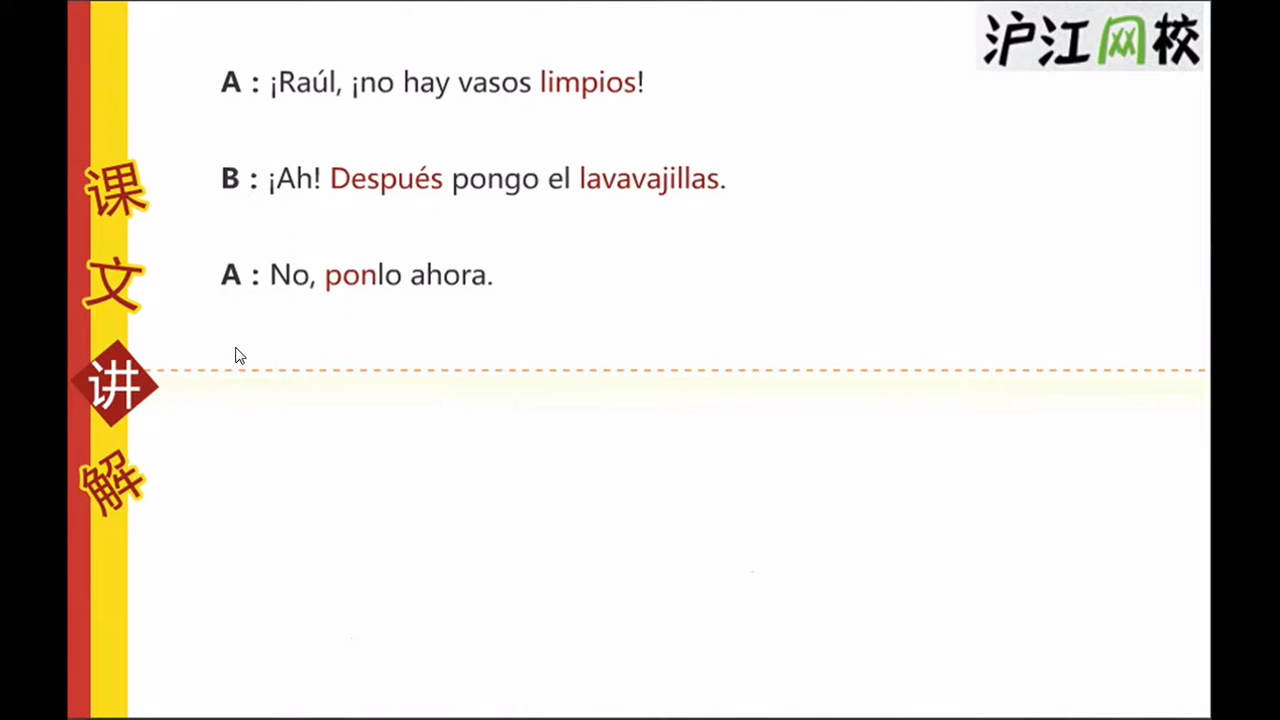 沪江网校
A : ¡Raúl, ¡no hay vasos limpios!
B : ¡Ah! Después pongo el lavavajillas.
A : No, ponlo ahora.
课
文
讲
解